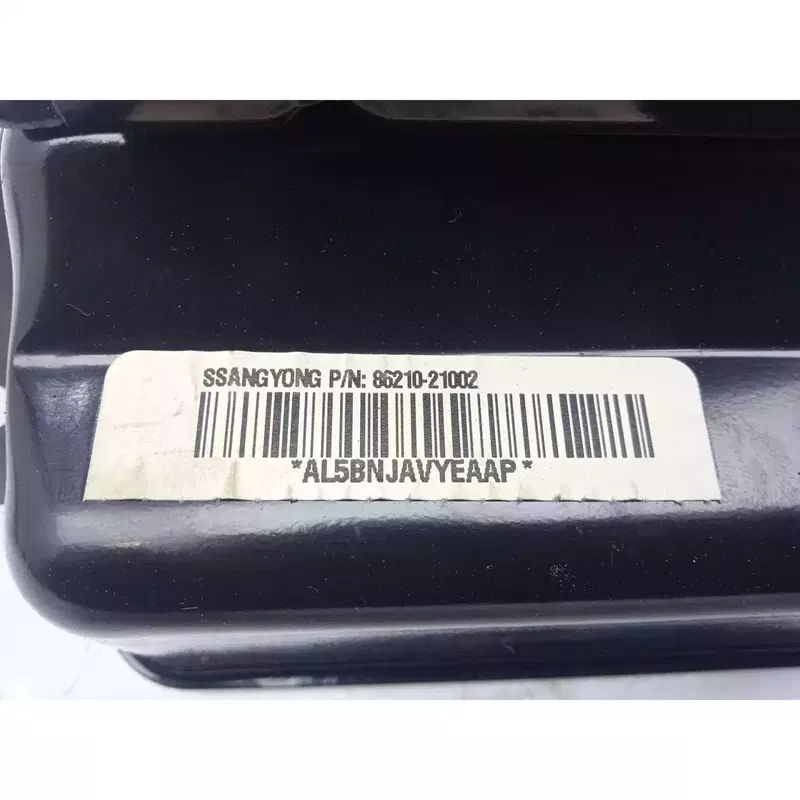 SSANGYONG P/N: 86210-21002
*AL5BNJAVYEAAP*